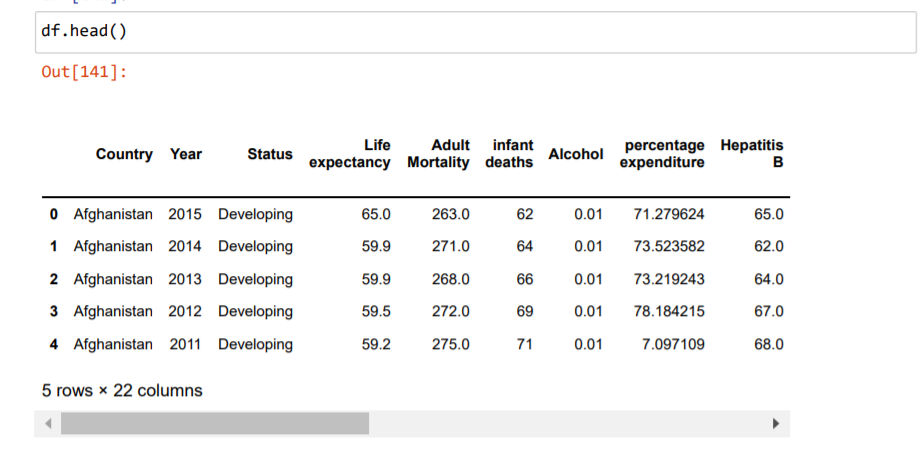 df.head()
Out[141]:
Country Year Status Life expectancy Adult Mortality infant deaths Alcohol percentage expenditure Hepatitis B
0 Afghanistan 2015 Developing 65.0 263.0 62 0.01 71.279624 65.0
1 Afghanistan 2014 Developing 59.9 271.0 64 0.01 73.523582 62.0
2 Afghanistan 2013 Developing 59.9 268.0 66 0.01 73.219243 64.0
3 Afghanistan 2012 Developing 59.5 272.0 69 0.01 78.184215 67.0
4 Afghanistan 2011 Developing 59.2 275.0 71 0.01 7.097109 68.0
5 rows × 22 columns